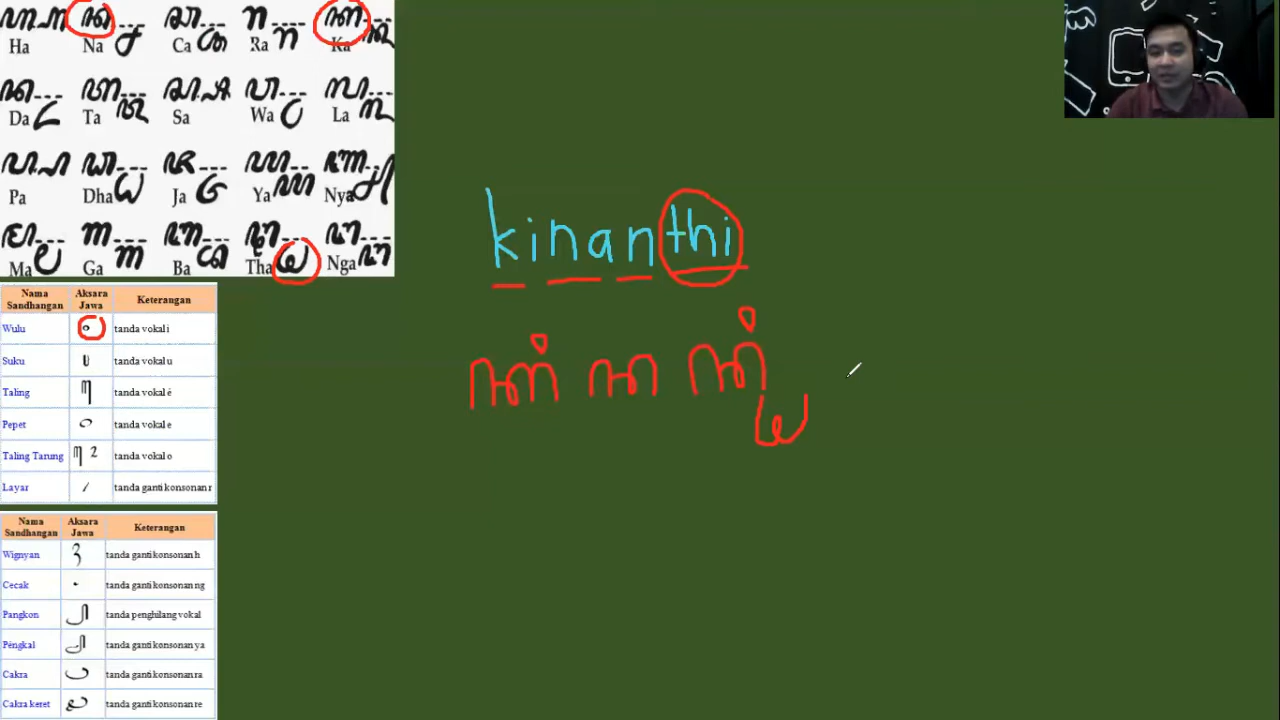 ꦲ ꧀ꦲ ꦤ ꧀ꦤ ꦕ ꧀ꦕ ꦫ ꧀ꦫ ꦏ ꧀ꦏ
Ha Na Ca Ra Ka
ꦢ ꧀ꦢ ꦠ ꧀ꦠ ꦱ ꧀ꦱ ꦮ ꧀ꦮ ꦭ ꧀ꦭ
Da Ta Sa Wa La
ꦥ ꧀ꦥ ꦝ ꧀ꦝ ꦗ ꧀ꦗ ꦪ ꧀ꦪ ꦚ ꧀ꦚ
Pa Dha Ja Ya Nya
ꦩ ꧀ꦩ ꦒ ꧀ꦒ ꦧ ꧀ꦧ ꦛ ꧀ꦛ ꦔ ꧀ꦔ
Ma Ga Ba Tha Nga
Nama Sandhangan Aksara Jawa Keterangan
Wulu ꦶ tanda vokal i
Suku ꦸ tanda vokal u
Taling ꦺ tanda vokal é
Pepet ꦼ tanda vokal e
Taling Tarung ꦺ ꦴ tanda vokal o
Layar ꦂ tanda ganti konsonan r
Nama Sandhangan Aksara Jawa Keterangan
Wignyan ꦃ tanda ganti konsonan h
Cecak ꦁ tanda ganti konsonan ng
Pangkon ꧀ tanda penghilang vokal
Péngkal ꦾ tanda ganti konsonan ya
Cakra ꦿ tanda ganti konsonan ra
Cakra keret ꦽ tanda ganti konsonan re
kinanthi
ꦏꦶꦤꦤ꧀ꦛꦶ